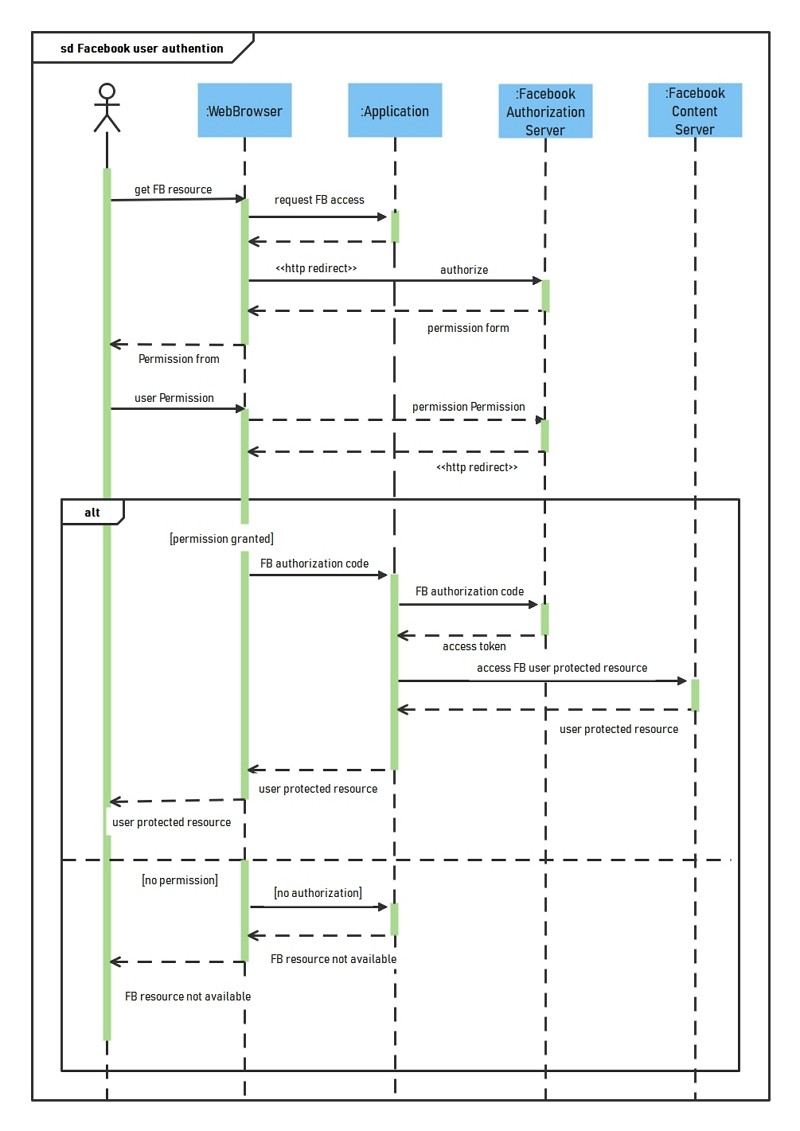 sd Facebook user authention
:WebBrowser
:Application
:Facebook
Authorization
Server
:Facebook
Content
Server
get FB resource
request FB access
<<http redirect>>
authorize
permission form
Permission from
user Permission
permission Permission
<<http redirect>>
alt
[permission granted]
FB authorization code
FB authorization code
access token
access FB user protected resource
user protected resource
user protected resource
user protected resource
[no permission]
[no authorization]
FB resource not available
FB resource not available